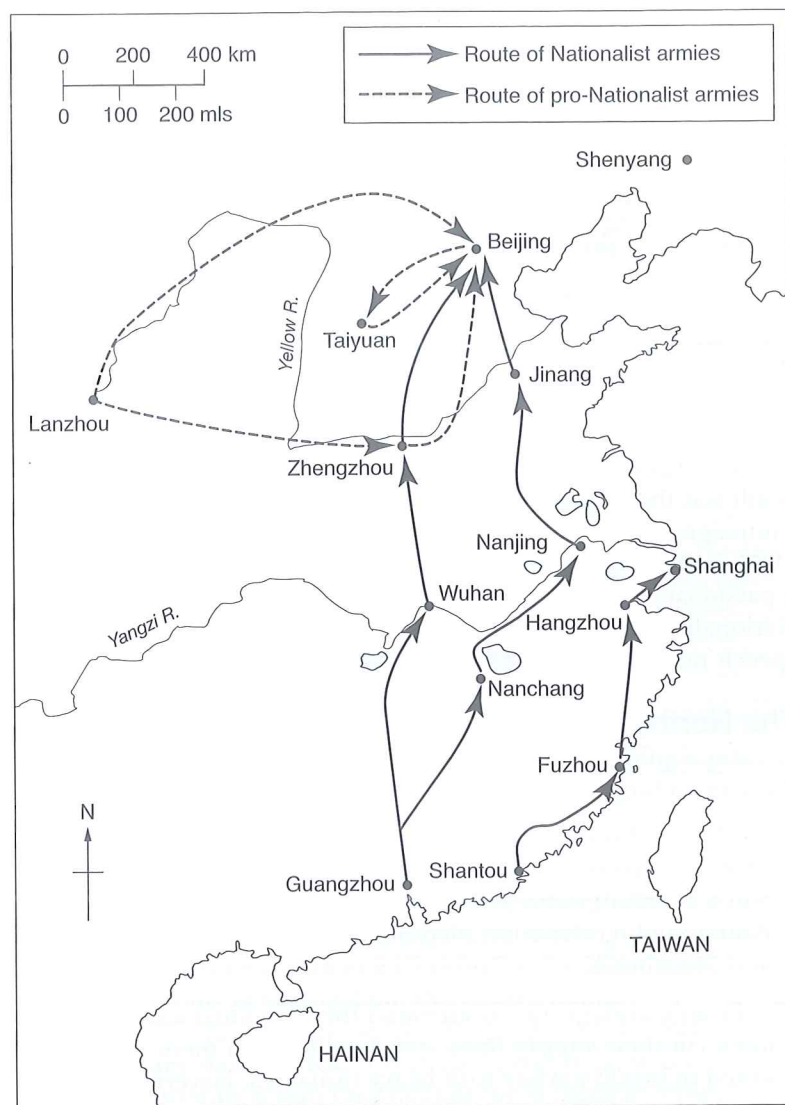 0 200 400 km
0 100 200 mls
Route of Nationalist armies
Route of pro-Nationalist armies
Shenyang
Beijing
Yellow R.
Taiyuan
Jinang
Lanzhou
Zhengzhou
Nanjing
Shanghai
Wuhan
Yangzi R.
Hangzhou
Nanchang
Fuzhou
N
Shantou
Guangzhou
TAIWAN
HAINAN